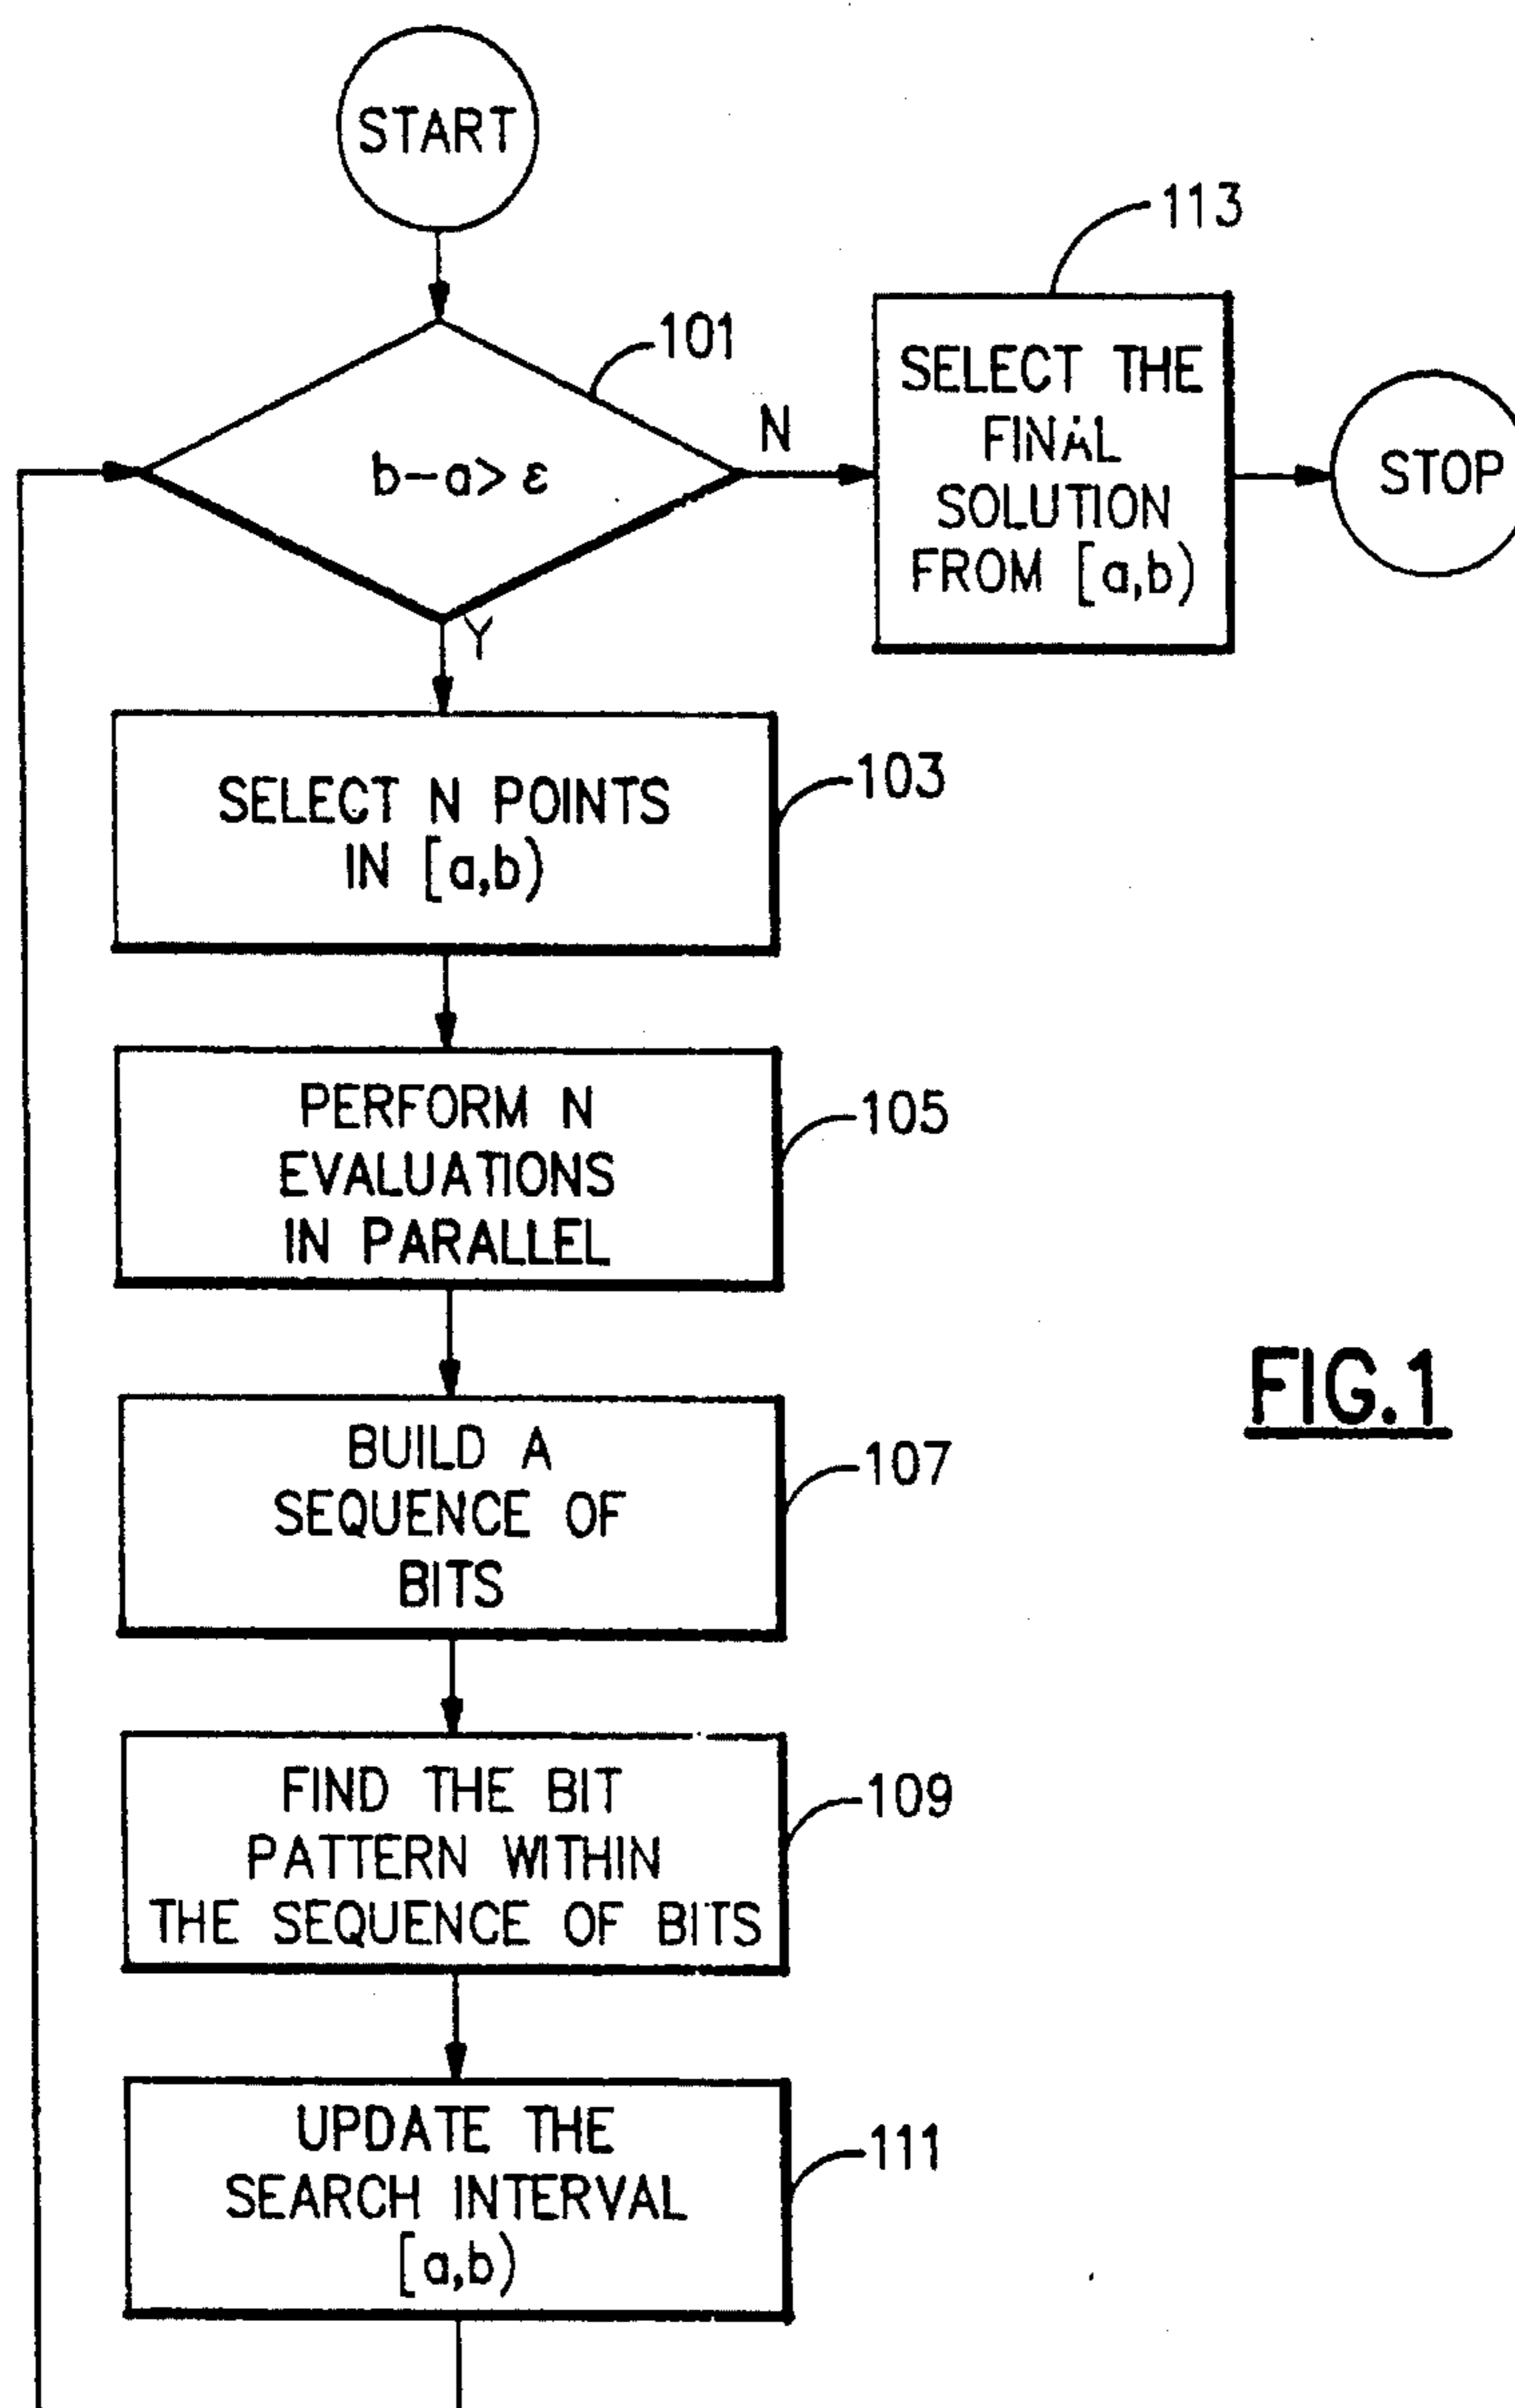 START
113
101
SELECT THE
FINAL
SOLUTION
FROM [a,b)
N
b-a> ε
STOP
Y
SELECT N POINTS
IN [a,b)
103
PERFORM N
EVALUATIONS
IN PARALLEL
105
BUILD A
SEQUENCE OF
BITS
107
FIG.1
FIND THE BIT
PATTERN WITHIN
THE SEQUENCE OF BITS
109
UPDATE THE
SEARCH INTERVAL
[a,b)
111